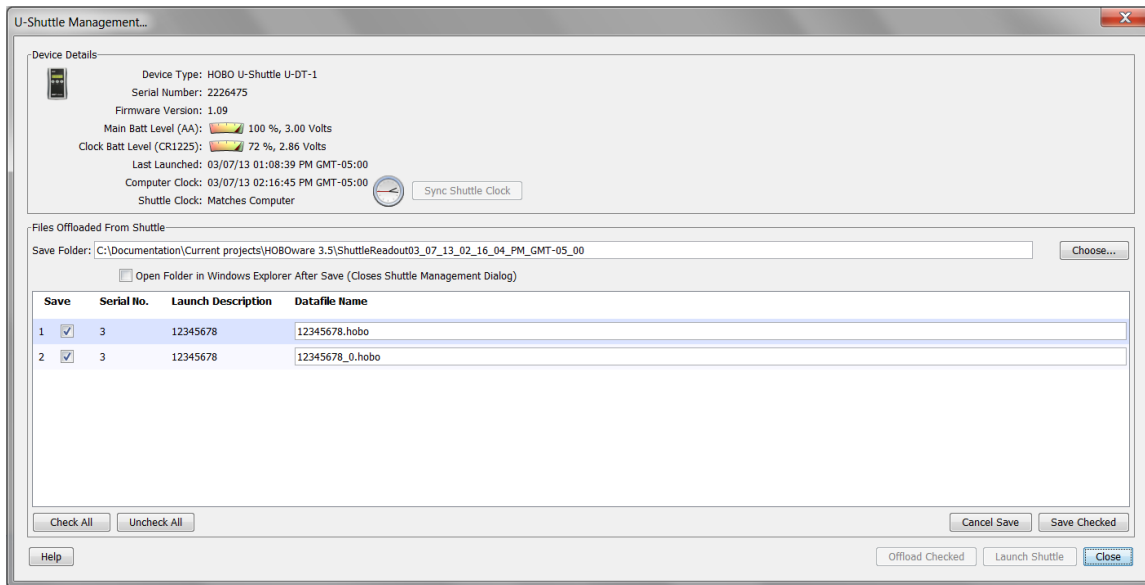 U-Shuttle Management...
Device Details
Device Type: HOBO U-Shuttle U-DT-1
Serial Number: 2226475
Firmware Version: 1.09
Main Batt Level (AA): 100 %, 3.00 Volts
Clock Batt Level (CR1225): 72 %, 2.86 Volts
Last Launched: 03/07/13 01:08:39 PM GMT-05:00
Computer Clock: 03/07/13 02:16:45 PM GMT-05:00
Shuttle Clock: Matches Computer
Sync Shuttle Clock
Files Offloaded From Shuttle
Save Folder: C:\Documentation\Current projects\HOBOware 3.5\ShuttleReadout03_07_13_02_16_04_PM_GMT-05_00 Choose...
Open Folder in Windows Explorer After Save (Closes Shuttle Management Dialog)
Save Serial No. Launch Description Datafile Name
1 3 12345678 12345678.hobo
2 3 12345678 12345678_0.hobo
Check All Uncheck All Cancel Save Save Checked
Help Offload Checked Launch Shuttle Close